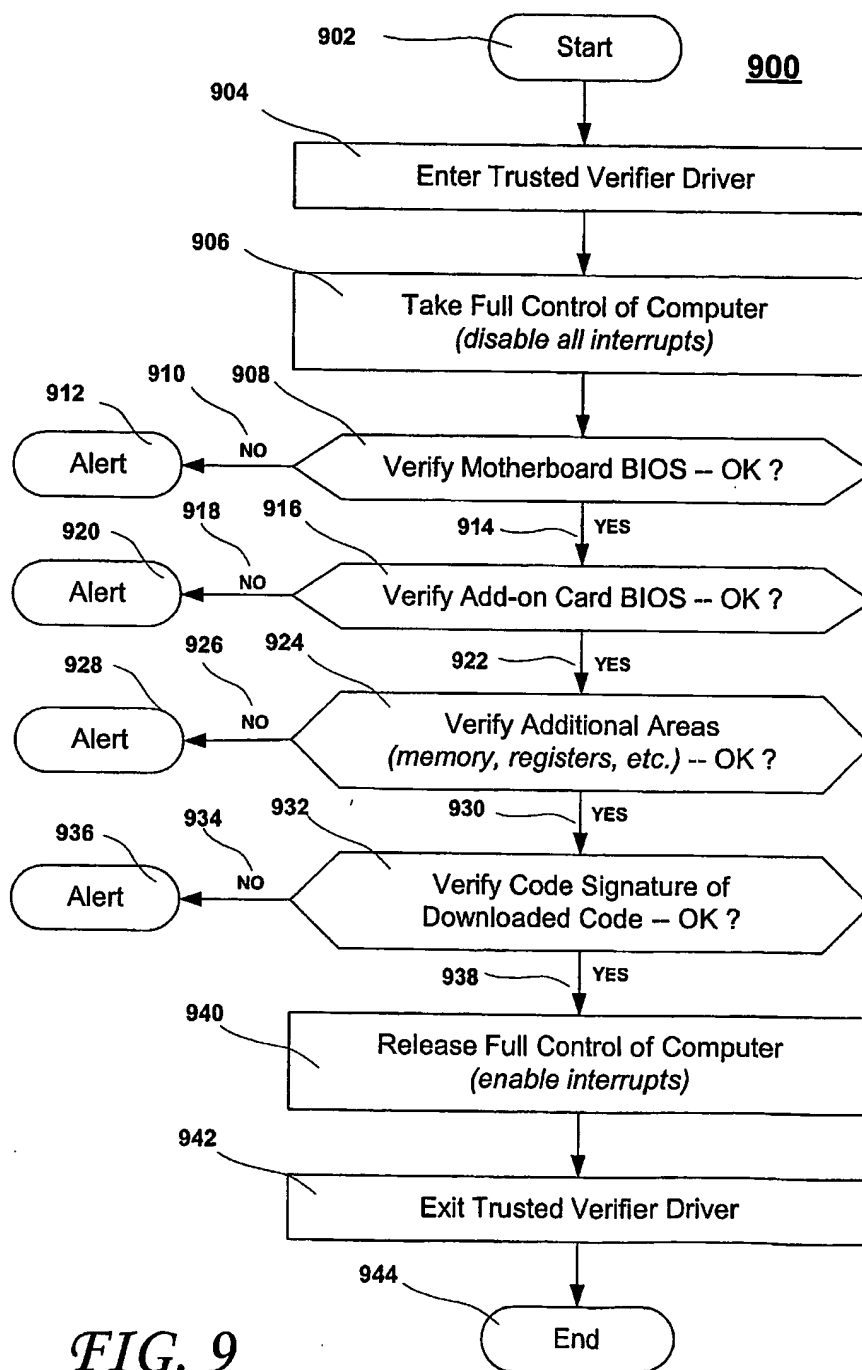 902
Start
900
904
Enter Trusted Verifier Driver
906
Take Full Control of Computer
(disable all interrupts)
910
908
912
NO
Alert
Verify Motherboard BIOS -- OK ?
914
YES
918
916
920
NO
Alert
Verify Add-on Card BIOS -- OK ?
922
YES
926
924
928
NO
Alert
Verify Additional Areas
(memory, registers, etc.) -- OK ?
930
YES
934
932
936
NO
Alert
Verify Code Signature of
Downloaded Code -- OK ?
938
YES
940
Release Full Control of Computer
(enable interrupts)
942
Exit Trusted Verifier Driver
944
End
FIG. 9